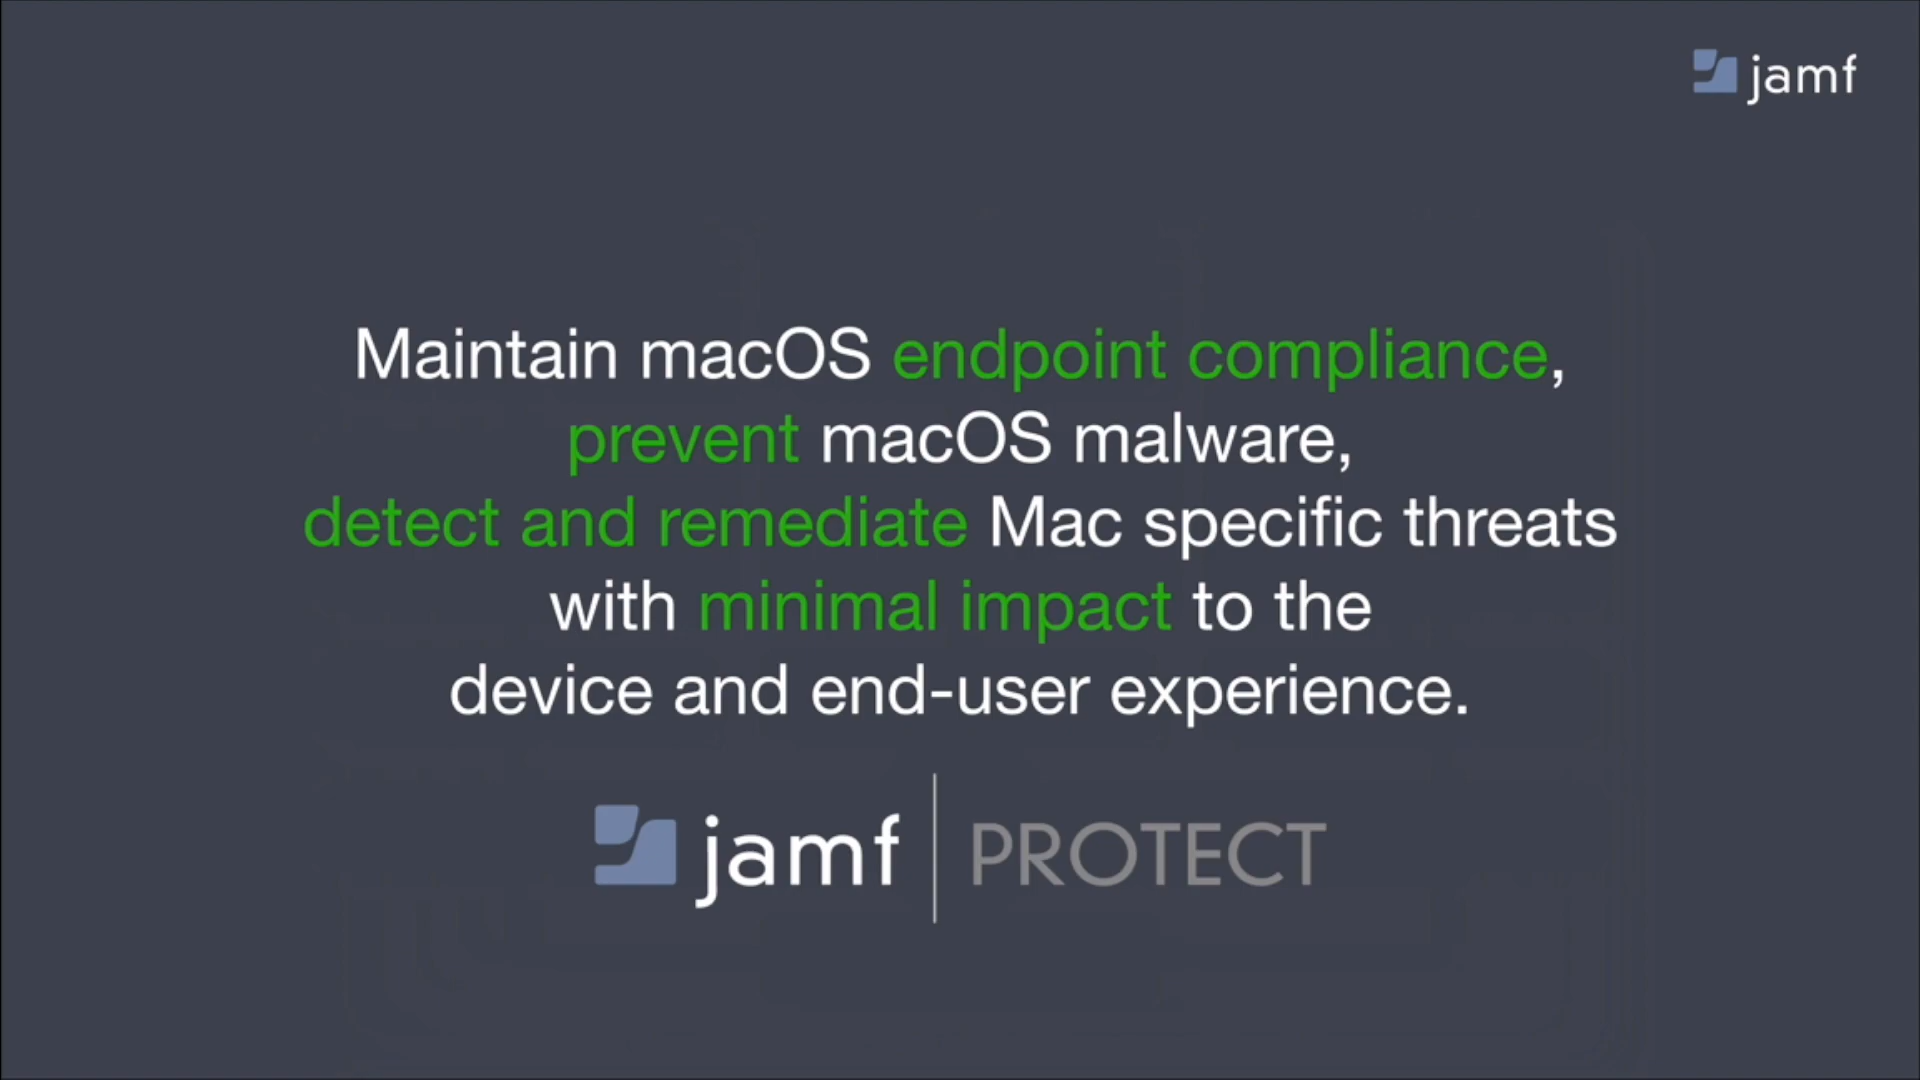 jamf
Maintain macOS endpoint compliance,
prevent macOS malware,
detect and remediate Mac specific threats
with minimal impact to the
device and end-user experience.
jamf | PROTECT